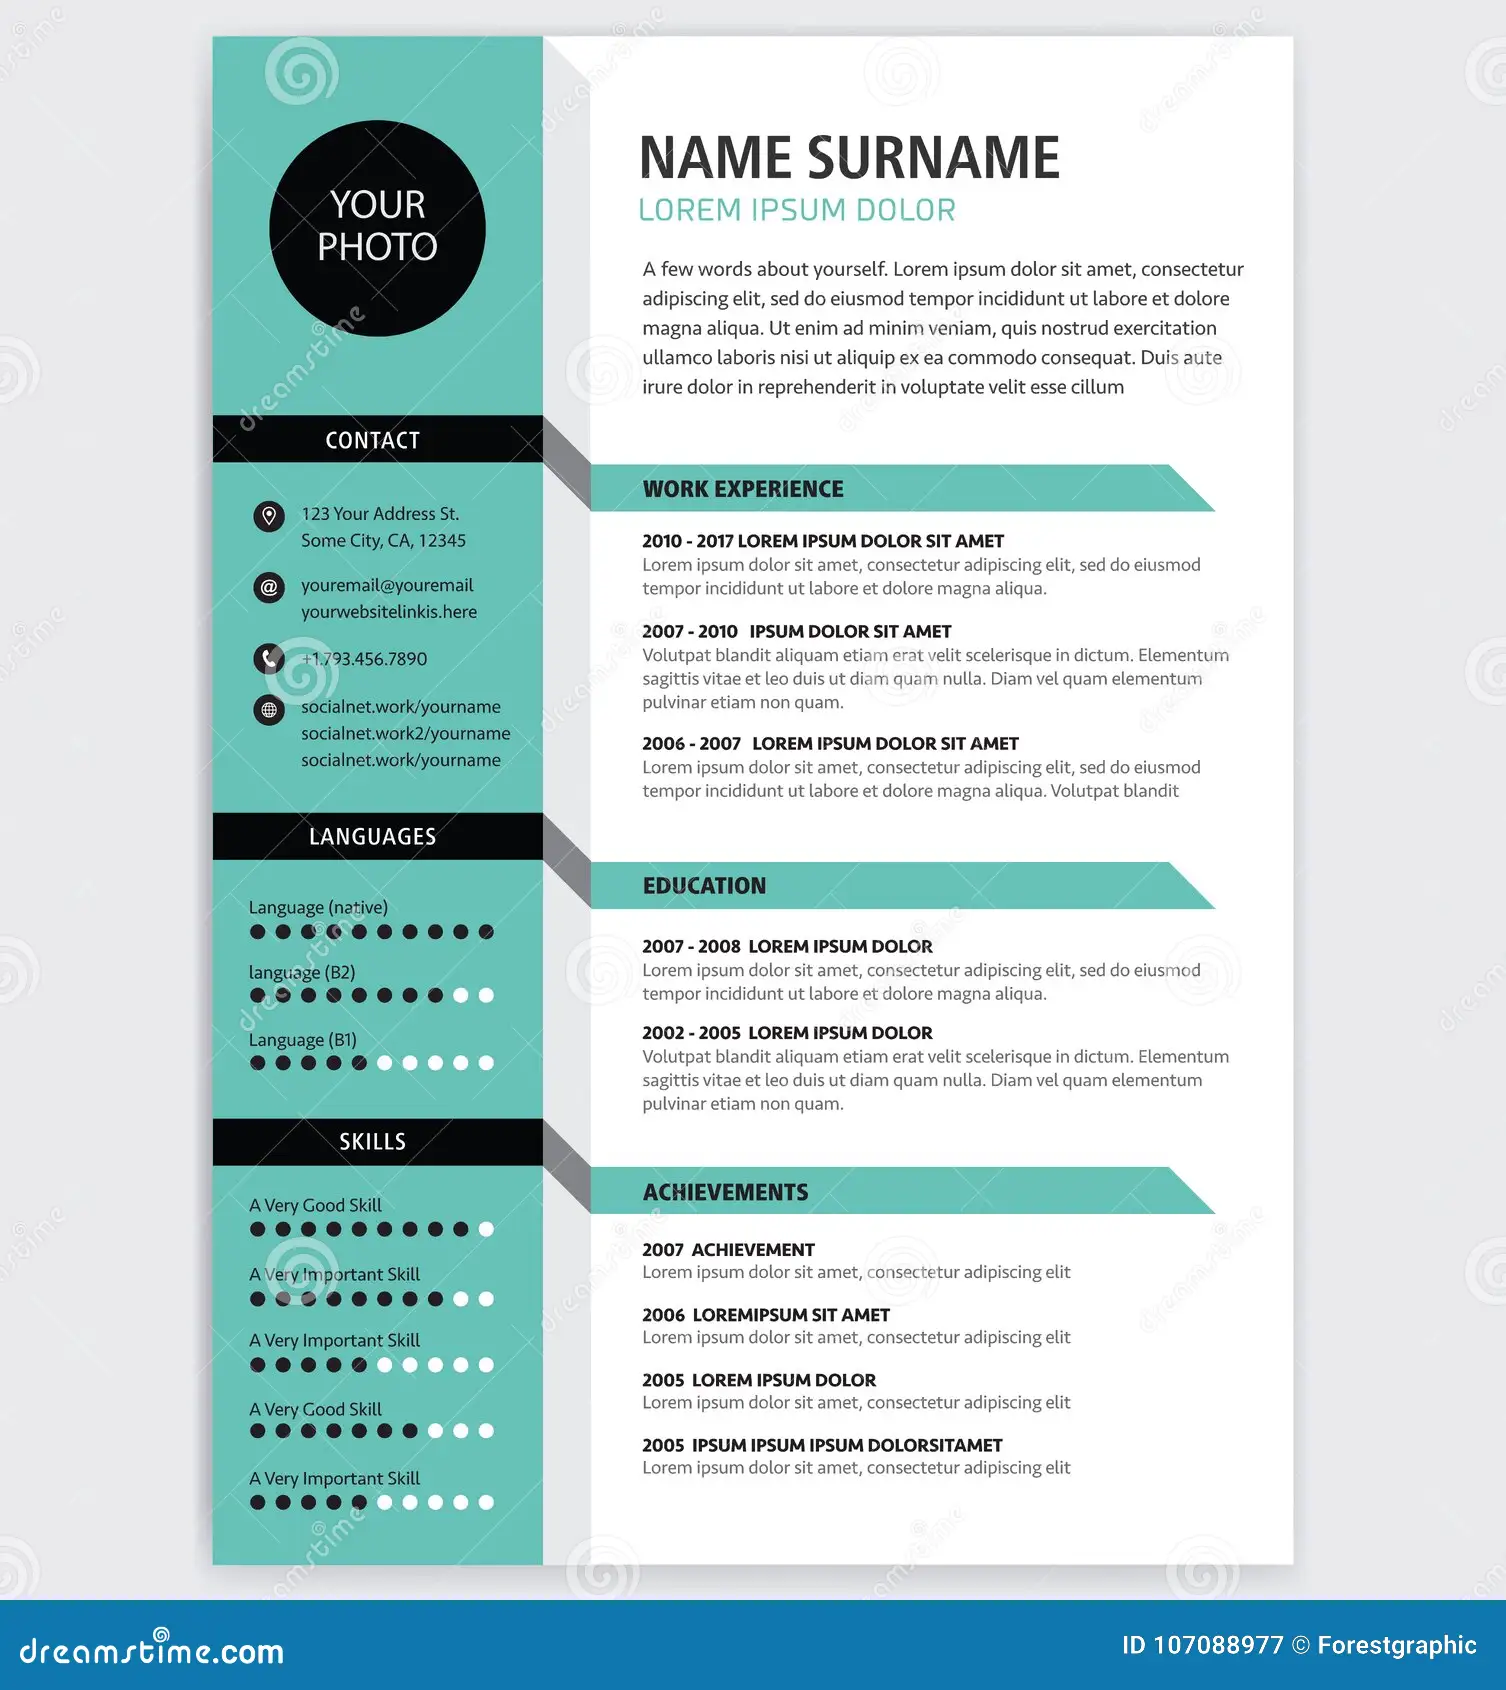 YOUR
PHOTO
CONTACT
123 Your Address St.
Some City, CA, 12345
youremail@youremail
yourwebsitelinkis.here
+1.793.456.7890
socialnet.work/yourname
socialnet.work2/yourname
socialnet.work/yourname
LANGUAGES
Language (native)
language (B2)
Language (B1)
SKILLS
A Very Good Skill
A Very Important Skill
A Very Important Skill
A Very Good Skill
A Very Important Skill
NAME SURNAME
LOREM IPSUM DOLOR
A few words about yourself. Lorem ipsum dolor sit amet, consectetur
adipiscing elit, sed do eiusmod tempor incididunt ut labore et dolore
magna aliqua. Ut enim ad minim veniam, quis nostrud exercitation
ullamco laboris nisi ut aliquip ex ea commodo consequat. Duis aute
irure dolor in reprehenderit in voluptate velit esse cillum
WORK EXPERIENCE
2010 - 2017 LOREM IPSUM DOLOR SIT AMET
Lorem ipsum dolor sit amet, consectetur adipiscing elit, sed do eiusmod
tempor incididunt ut labore et dolore magna aliqua.
2007 - 2010 IPSUM DOLOR SIT AMET
Volutpat blandit aliquam etiam erat velit scelerisque in dictum. Elementum
sagittis vitae et leo duis ut diam quam nulla. Diam vel quam elementum
pulvinar etiam non quam.
2006 - 2007 LOREM IPSUM DOLOR SIT AMET
Lorem ipsum dolor sit amet, consectetur adipiscing elit, sed do eiusmod
tempor incididunt ut labore et dolore magna aliqua. Volutpat blandit
EDUCATION
2007 - 2008 LOREM IPSUM DOLOR
Lorem ipsum dolor sit amet, consectetur adipiscing elit, sed do eiusmod
tempor incididunt ut labore et dolore magna aliqua.
2002 - 2005 LOREM IPSUM DOLOR
Volutpat blandit aliquam etiam erat velit scelerisque in dictum. Elementum
sagittis vitae et leo duis ut diam quam nulla. Diam vel quam elementum
pulvinar etiam non quam.
ACHIEVEMENTS
2007 ACHIEVEMENT
Lorem ipsum dolor sit amet, consectetur adipiscing elit
2006 LOREMIPSUM SIT AMET
Lorem ipsum dolor sit amet, consectetur adipiscing elit
2005 LOREM IPSUM DOLOR
Lorem ipsum dolor sit amet, consectetur adipiscing elit
2005 IPSUM IPSUM IPSUM DOLORSITAMET
Lorem ipsum dolor sit amet, consectetur adipiscing elit
dreamstime.com
ID 107088977 © Forestgraphic